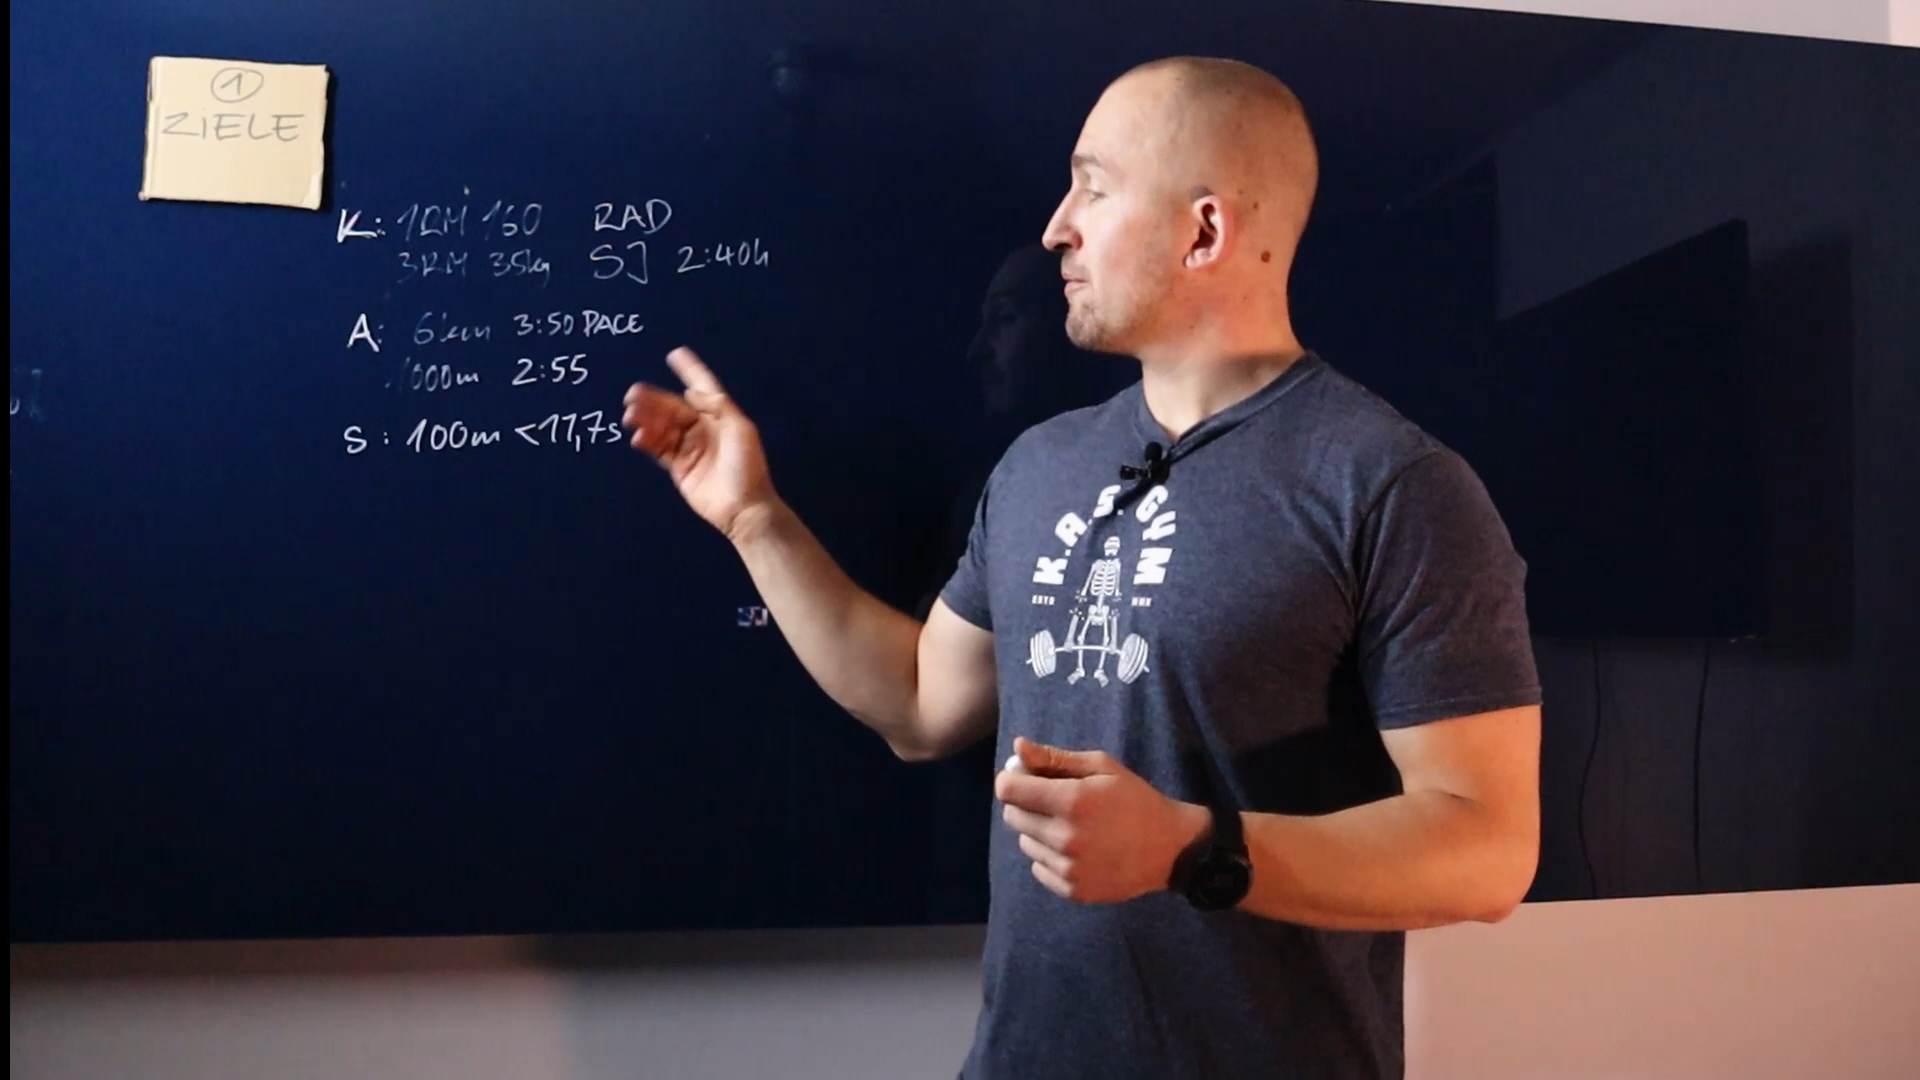 1
ZIELE
K: 1RM 160 RAD
3RM 35kg SJ 2:40h
A: 6km 3:50 PACE
1000m 2:55
S: 100m <11,7s
K.A.S. GYM